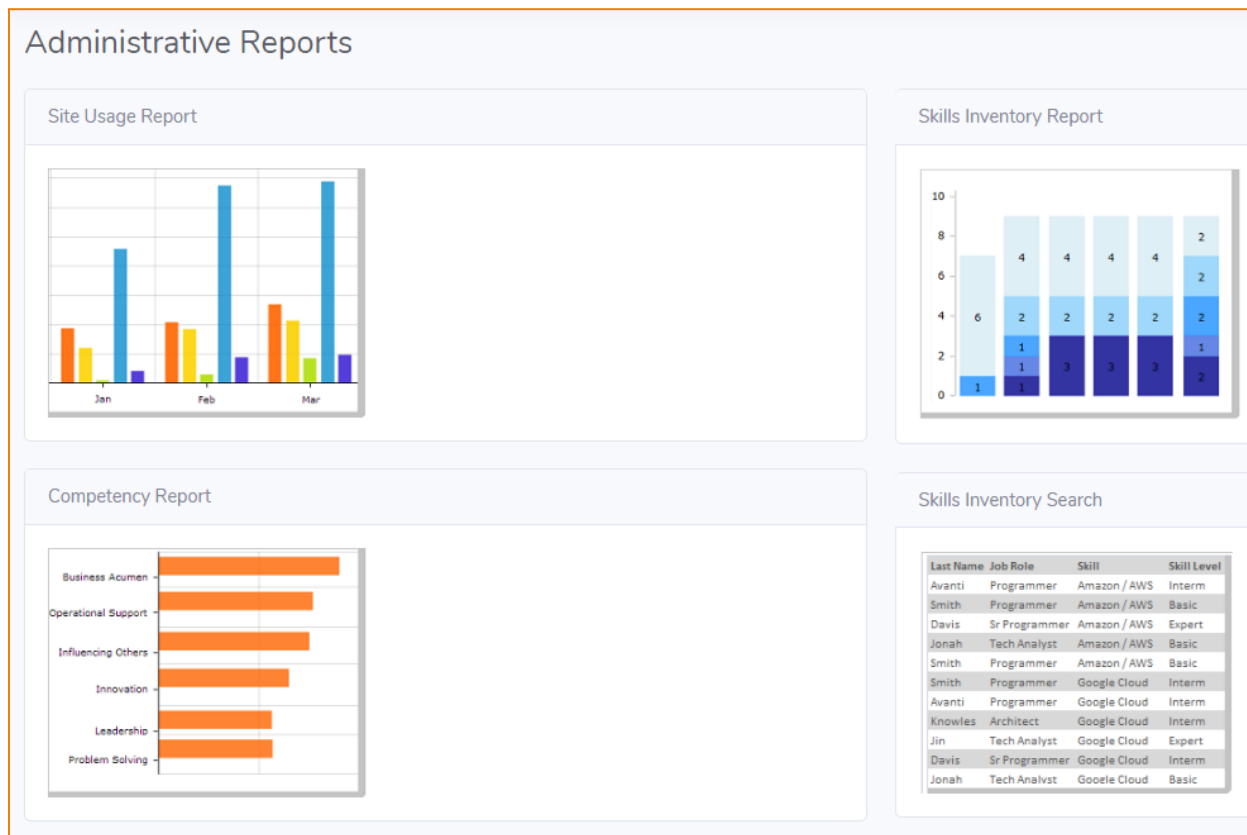 Administrative Reports
Site Usage Report
Jan Feb Mar
Skills Inventory Report
10
8
6
4
2
0
6
1
4
2
1
1
1
4
2
3
4
2
3
4
2
3
2
2
2
1
2
Competency Report
Business Acumen
Operational Support
Influencing Others
Innovation
Leadership
Problem Solving
Skills Inventory Search
Last Name Job Role Skill Skill Level
Avanti Programmer Amazon / AWS Interm
Smith Programmer Amazon / AWS Basic
Davis Sr Programmer Amazon / AWS Expert
Jonah Tech Analyst Amazon / AWS Basic
Smith Programmer Amazon / AWS Basic
Smith Programmer Google Cloud Interm
Avanti Programmer Google Cloud Interm
Knowles Architect Google Cloud Interm
Jin Tech Analyst Google Cloud Expert
Davis Sr Programmer Google Cloud Interm
Jonah Tech Analyst Google Cloud Basic